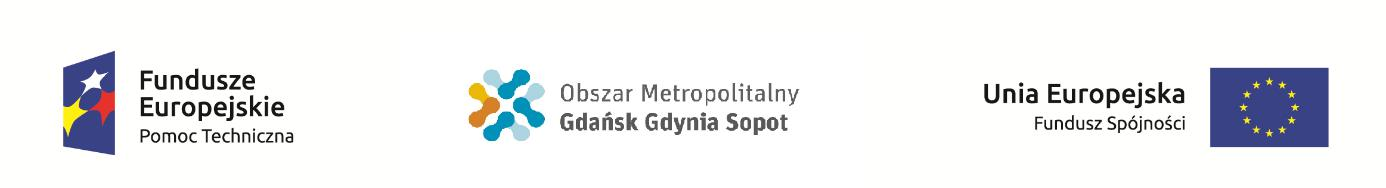 Fundusze
Europejskie
Pomoc Techniczna
Obszar Metropolitalny
Gdańsk Gdynia Sopot
Unia Europejska
Fundusz Spójności